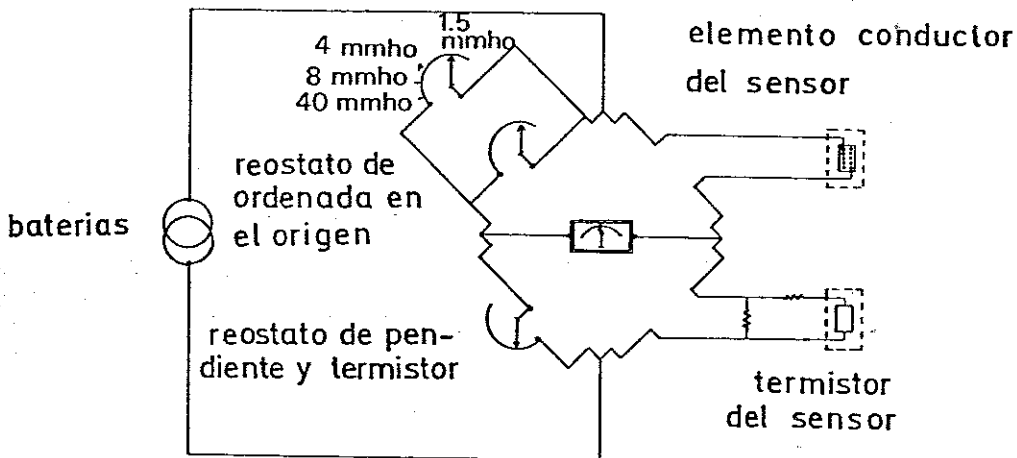 1.5
mmho
4 mmho
8 mmho
40 mmho
elemento conductor
del sensor
reostato de
ordenada en
el origen
baterias
reostato de pen-
diente y termistor
termistor
del sensor